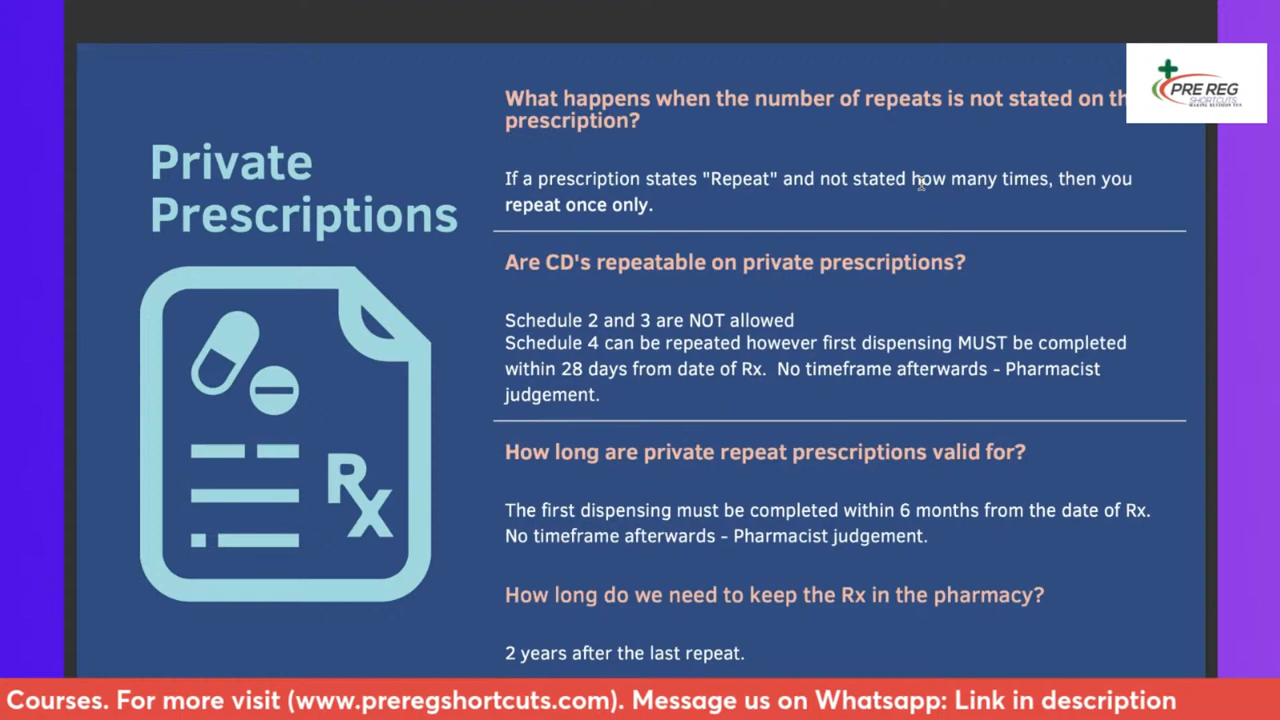 Private
Prescriptions
Rx
What happens when the number of repeats is not stated on th
prescription?
If a prescription states "Repeat" and not stated how many times, then you
repeat once only.
Are CD's repeatable on private prescriptions?
Schedule 2 and 3 are NOT allowed
Schedule 4 can be repeated however first dispensing MUST be completed
within 28 days from date of Rx.  No timeframe afterwards - Pharmacist
judgement.
How long are private repeat prescriptions valid for?
The first dispensing must be completed within 6 months from the date of Rx.
No timeframe afterwards - Pharmacist judgement.
How long do we need to keep the Rx in the pharmacy?
2 years after the last repeat.
PRE REG
SHORTCUTS
MAKING REVISION FUN
Courses. For more visit (www.preregshortcuts.com). Message us on Whatsapp: Link in description